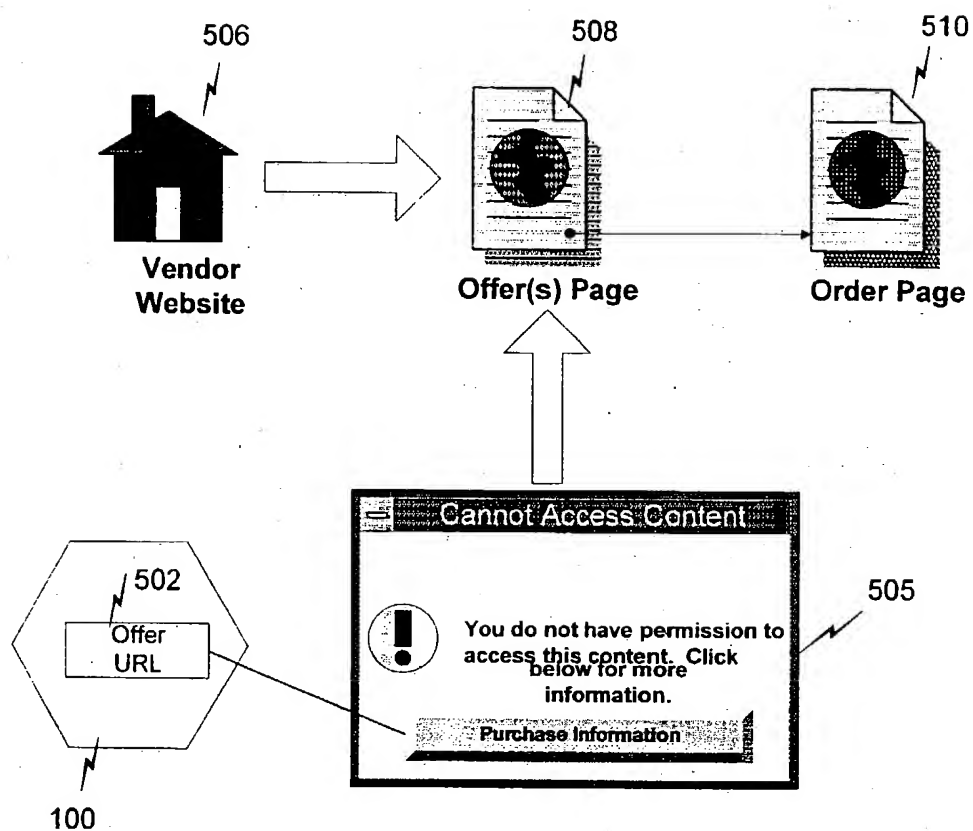 506
508
510
Vendor
Website
Offer(s) Page
Order Page
Cannot Access Content
502
Offer
URL
505
You do not have permission to
access this content. Click
below for more
information.
Purchase Information
100